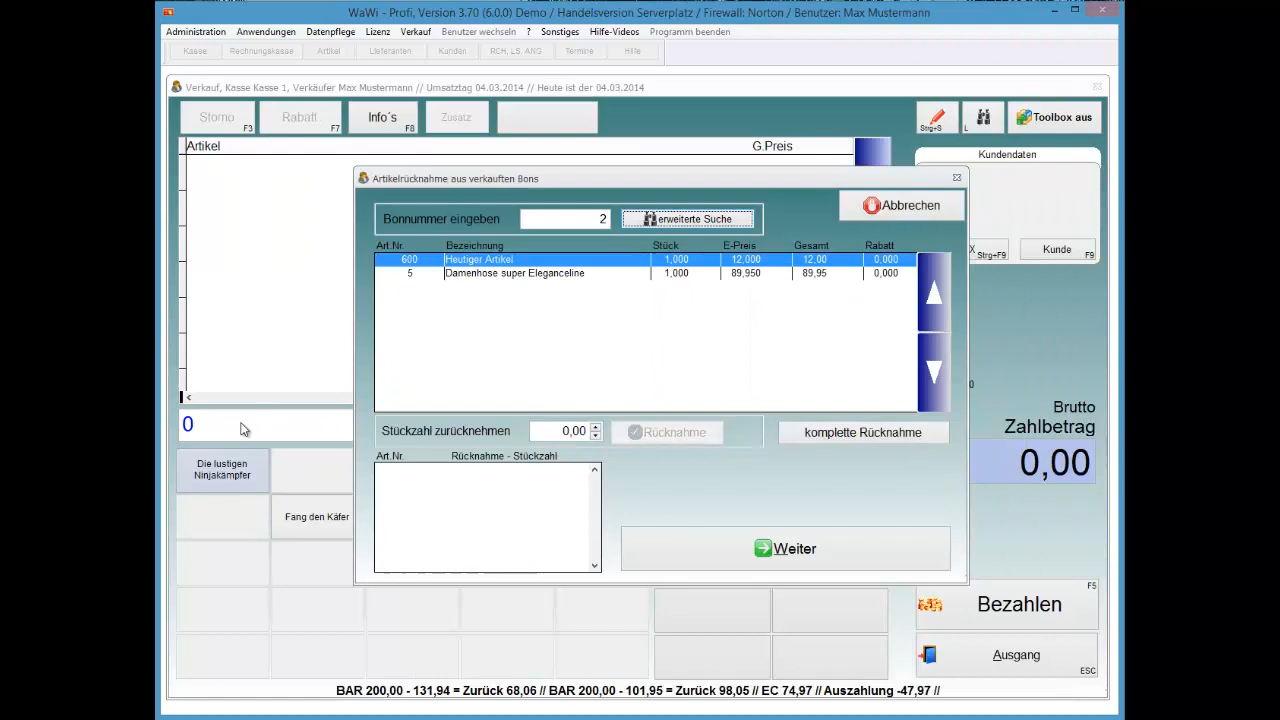 WaWi - Profi, Version 3.70 (6.0.0) Demo / Handelsversion Serverplatz / Firewall: Norton / Benutzer: Max Mustermann
Administration Anwendungen Datenpflege Lizenz Verkauf Benutzer wechseln ? Sonstiges Hilfe-Videos Programm beenden
Kasse Rechnungskasse Artikel Lieferanten Kunden RCH, LS, ANG Termine Hilfe
Verkauf, Kasse Kasse 1, Verkäufer Max Mustermann // Umsatztag 04.03.2014 // Heute ist der 04.03.2014
Storno F3 Rabatt F7 Info´s F8 Zusatz Strg+S L Toolbox aus
Artikel G.Preis Kundendaten
Artikelrücknahme aus verkauften Bons
Abbrechen
Bonnummer eingeben 2 erweiterte Suche
Art.Nr. Bezeichnung Stück E-Preis Gesamt Rabatt
600 Heutiger Artikel 1,000 12,000 12,00 0,000
5 Damenhose super Eleganceline 1,000 89,950 89,95 0,000
X Strg+F9 Kunde F9
0
<
Brutto
Zahlbetrag
0,00
0
Stückzahl zurücknehmen 0,00 Rücknahme komplette Rücknahme
Art.Nr. Rücknahme - Stückzahl
Die lustigen
Ninjakämpfer
Fang den Käfer
Weiter
Bezahlen F5
Ausgang ESC
BAR 200,00 - 131,94 = Zurück 68,06 // BAR 200,00 - 101,95 = Zurück 98,05 // EC 74,97 // Auszahlung -47,97 //